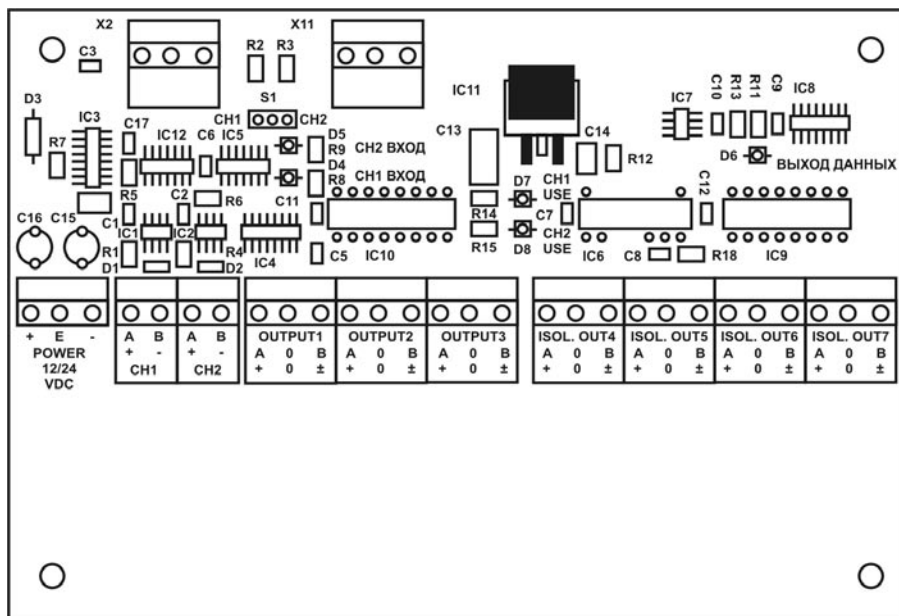 X2 X11
C3 R2 R3
D3 IC3 S1 IC11 IC7 C10 R13 R11 C9 IC8
CH1 CH2
R7 C17 IC12 C6 IC5 D5 C13 C14
R9 CH2 ВХОД
D4 R12 D6 ВЫХОД ДАННЫХ
R8 CH1 ВХОД
D7 CH1
USE
C16 C15 C1 R5 C2 R6 C11 R14 C7 C12
IC1 IC2 R15 CH2
USE
R1 R4 IC4 C5 IC10 D8 IC6 C8 R18 IC9
D1 D2
+ E - A B A B OUTPUT1 OUTPUT2 OUTPUT3 ISOL. OUT4 ISOL. OUT5 ISOL. OUT6 ISOL. OUT7
POWER + - + - A 0 B A 0 B A 0 B A 0 B A 0 B A 0 B A 0 B
12/24 CH1 CH2 + 0 ± + 0 ± + 0 ± + 0 ± + 0 ± + 0 ± + 0 ±
VDC